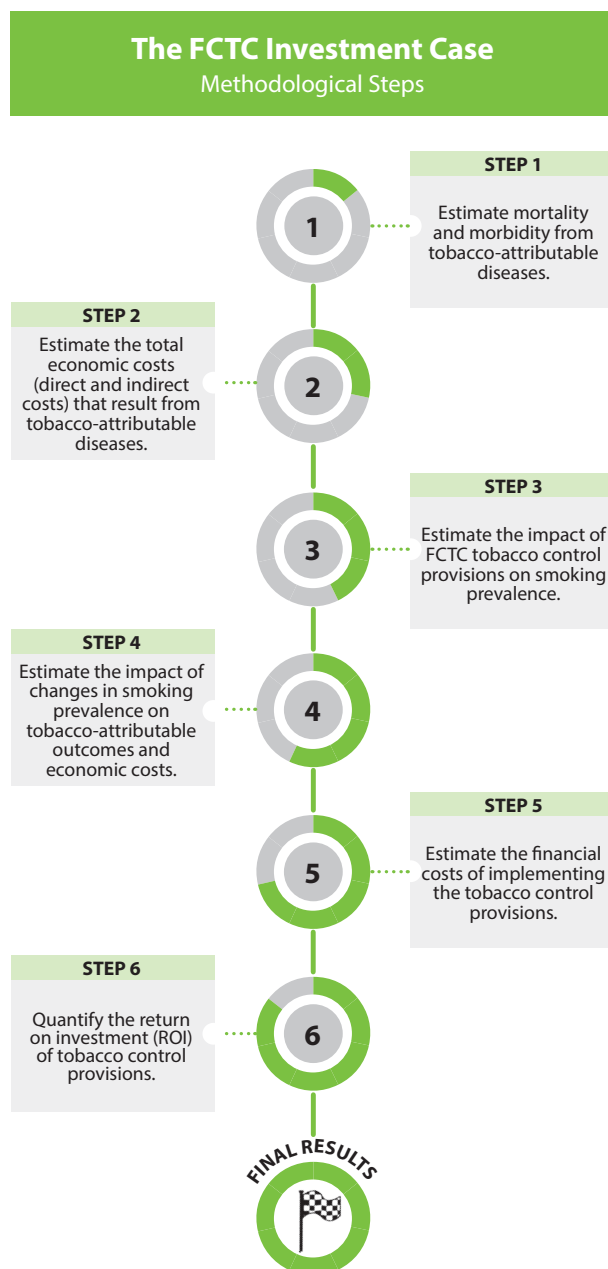 The FCTC Investment Case
Methodological Steps
STEP 1
1
Estimate mortality
and morbidity from
tobacco-attributable
diseases.
STEP 2
Estimate the total
economic costs
(direct and indirect
costs) that result from
tobacco-attributable
diseases.
2
STEP 3
3
Estimate the impact of
FCTC tobacco control
provisions on smoking
prevalence.
STEP 4
Estimate the impact of
changes in smoking
prevalence on
tobacco-attributable
outcomes and
economic costs.
4
STEP 5
5
Estimate the financial
costs of implementing
the tobacco control
provisions.
STEP 6
Quantify the return
on investment (ROI)
of tobacco control
provisions.
6
FINAL RESULTS